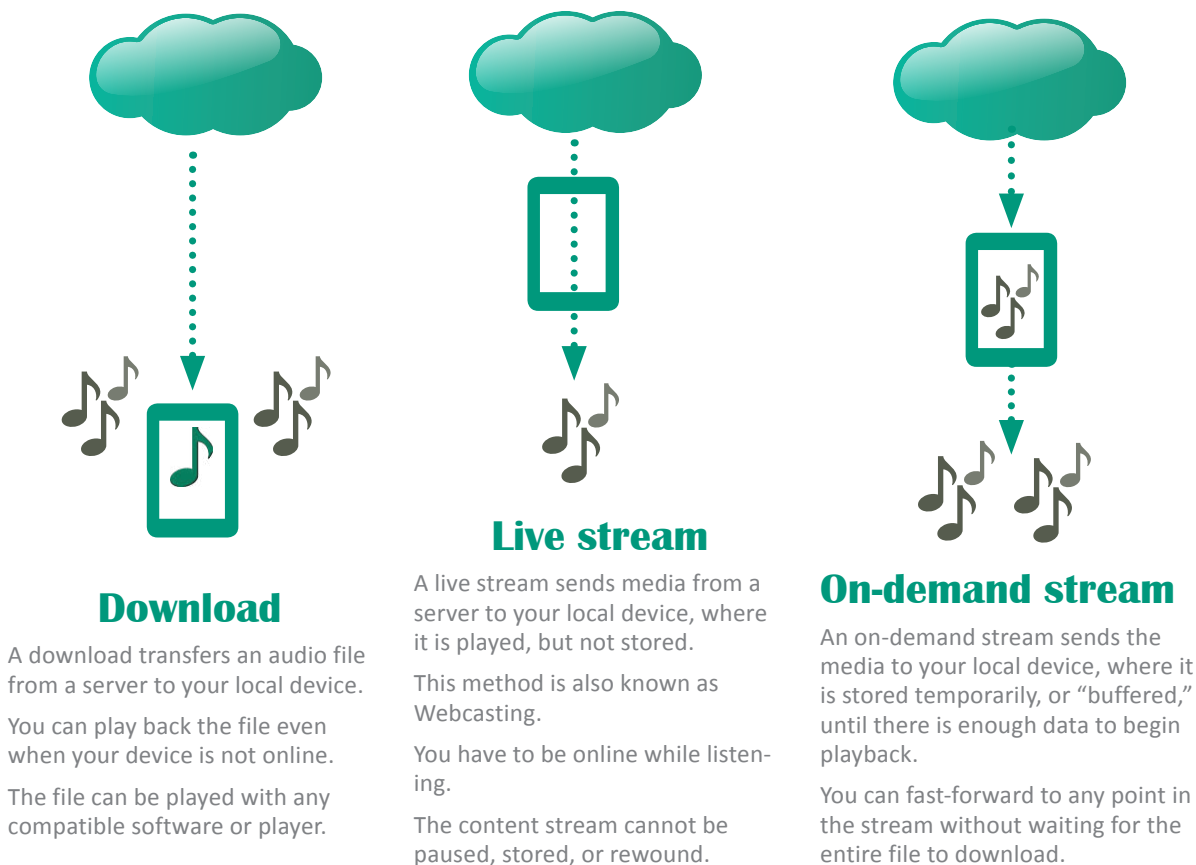 Download
A download transfers an audio file
from a server to your local device.
You can play back the file even
when your device is not online.
The file can be played with any
compatible software or player.
Live stream
A live stream sends media from a
server to your local device, where
it is played, but not stored.
This method is also known as
Webcasting.
You have to be online while listen-
ing.
The content stream cannot be
paused, stored, or rewound.
On-demand stream
An on-demand stream sends the
media to your local device, where it
is stored temporarily, or “buffered,”
until there is enough data to begin
playback.
You can fast-forward to any point in
the stream without waiting for the
entire file to download.